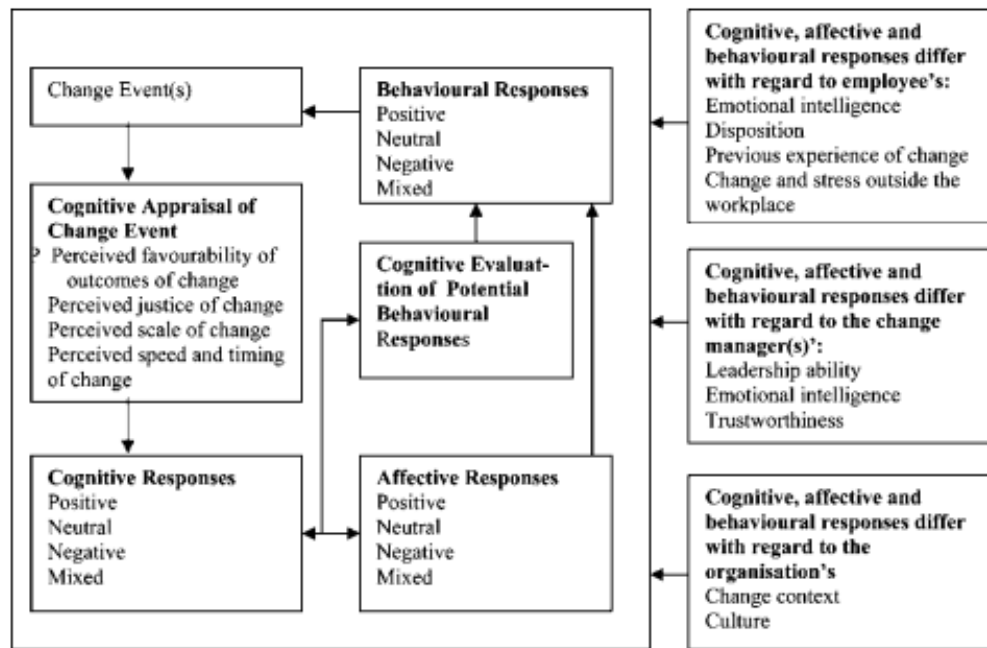 Change Event(s)
Behavioural Responses
Positive
Neutral
Negative
Mixed
Cognitive Appraisal of
Change Event
? Perceived favourability of
outcomes of change
Perceived justice of change
Perceived scale of change
Perceived speed and timing
of change
Cognitive Evaluat-
tion of Potential
Behavioural
Responses
Cognitive Responses
Positive
Neutral
Negative
Mixed
Affective Responses
Positive
Neutral
Negative
Mixed
Cognitive, affective and
behavioural responses differ
with regard to employee's:
Emotional intelligence
Disposition
Previous experience of change
Change and stress outside the
workplace
Cognitive, affective and
behavioural responses differ
with regard to the change
manager(s)':
Leadership ability
Emotional intelligence
Trustworthiness
Cognitive, affective and
behavioural responses differ
with regard to the
organisation's
Change context
Culture